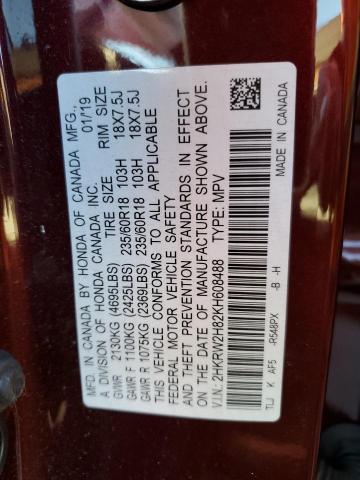 MFD. IN CANADA BY HONDA OF CANADA MFG.,
A DIVISION OF HONDA CANADA INC. 01/19
TIRE SIZE RIM SIZE
GVWR 2130KG (4695LBS)
GAWR F 1100KG (2425LBS) 235/60R18 103H 18X7.5J
GAWR R 1075KG (2369LBS) 235/60R18 103H 18X7.5J
THIS VEHICLE CONFORMS TO ALL APPLICABLE
FEDERAL MOTOR VEHICLE SAFETY
AND THEFT PREVENTION STANDARDS IN EFFECT
ON THE DATE OF MANUFACTURE SHOWN ABOVE.
V.I.N.: 2HKRW2H82KH608488 TYPE: MPV
TLJ K AF5 -R548PX -B -H MADE IN CANADA